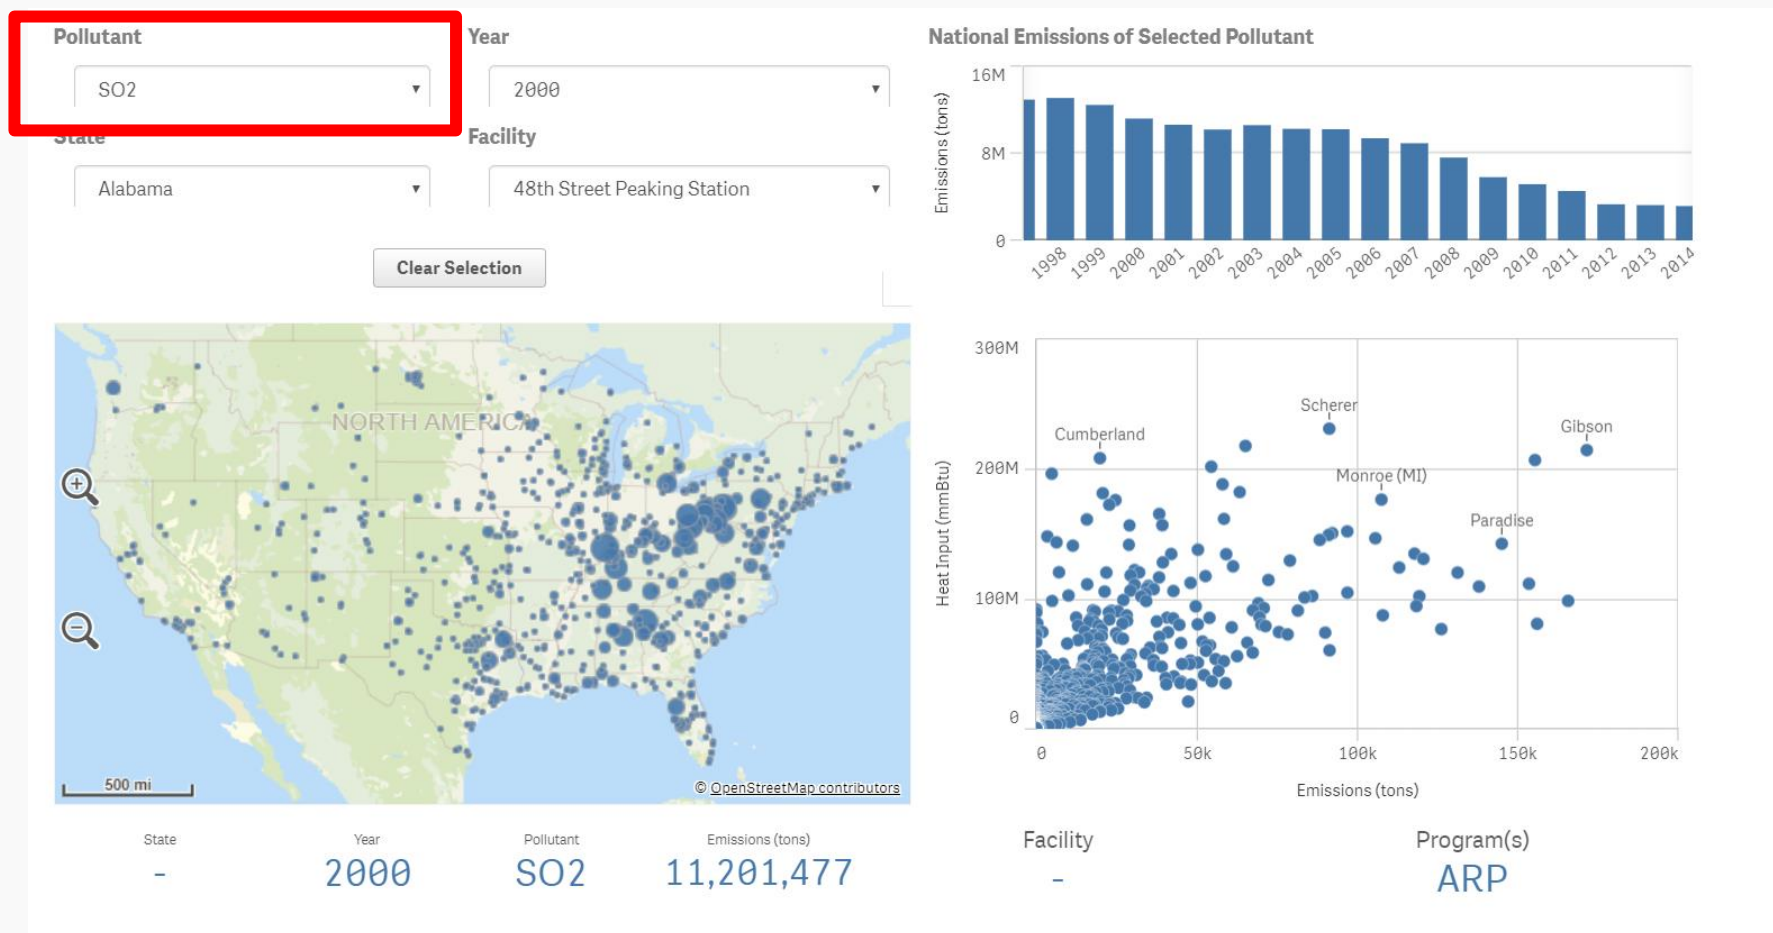 Pollutant
Year
National Emissions of Selected Pollutant
SO2
2000
State
Facility
Alabama
48th Street Peaking Station
Clear Selection
16M
8M
0
Emissions (tons)
1998 1999 2000 2001 2002 2003 2004 2005 2006 2007 2008 2009 2010 2011 2012 2013 2014
NORTH AMERICA
500 mi
© OpenStreetMap contributors
300M
200M
100M
0
Heat Input (mmBtu)
Scherer
Gibson
Cumberland
Monroe (MI)
Paradise
0 50k 100k 150k 200k
Emissions (tons)
State
Year
Pollutant
Emissions (tons)
-
2000
SO2
11,201,477
Facility
Program(s)
-
ARP